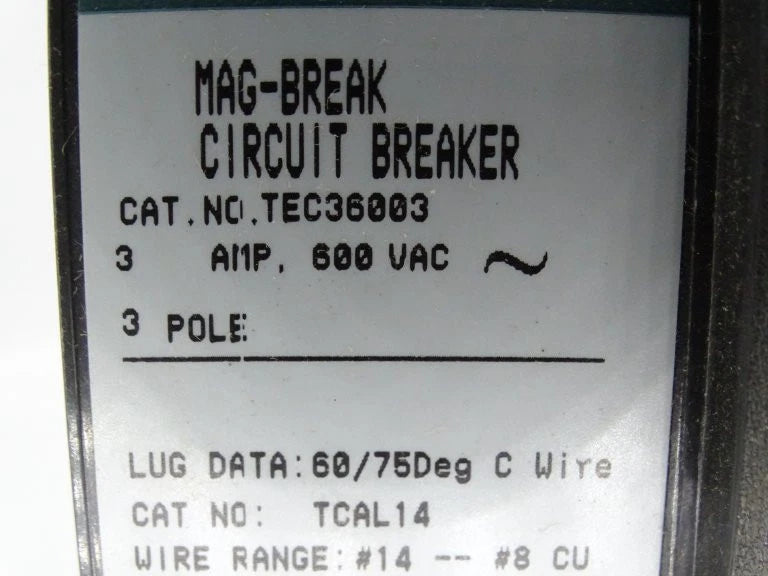 MAG-BREAK
CIRCUIT BREAKER
CAT.NO.TEC36003
3 AMP, 600 VAC ~
3 POLE
LUG DATA:60/75Deg C Wire
CAT NO: TCAL14
WIRE RANGE:#14 -- #8 CU